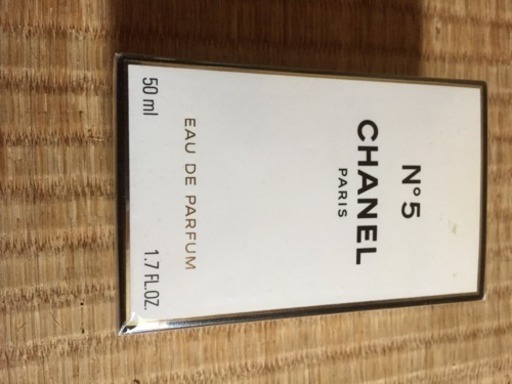 N°5
CHANEL
PARIS
EAU DE PARFUM
50 ml 1.7 FL.OZ.